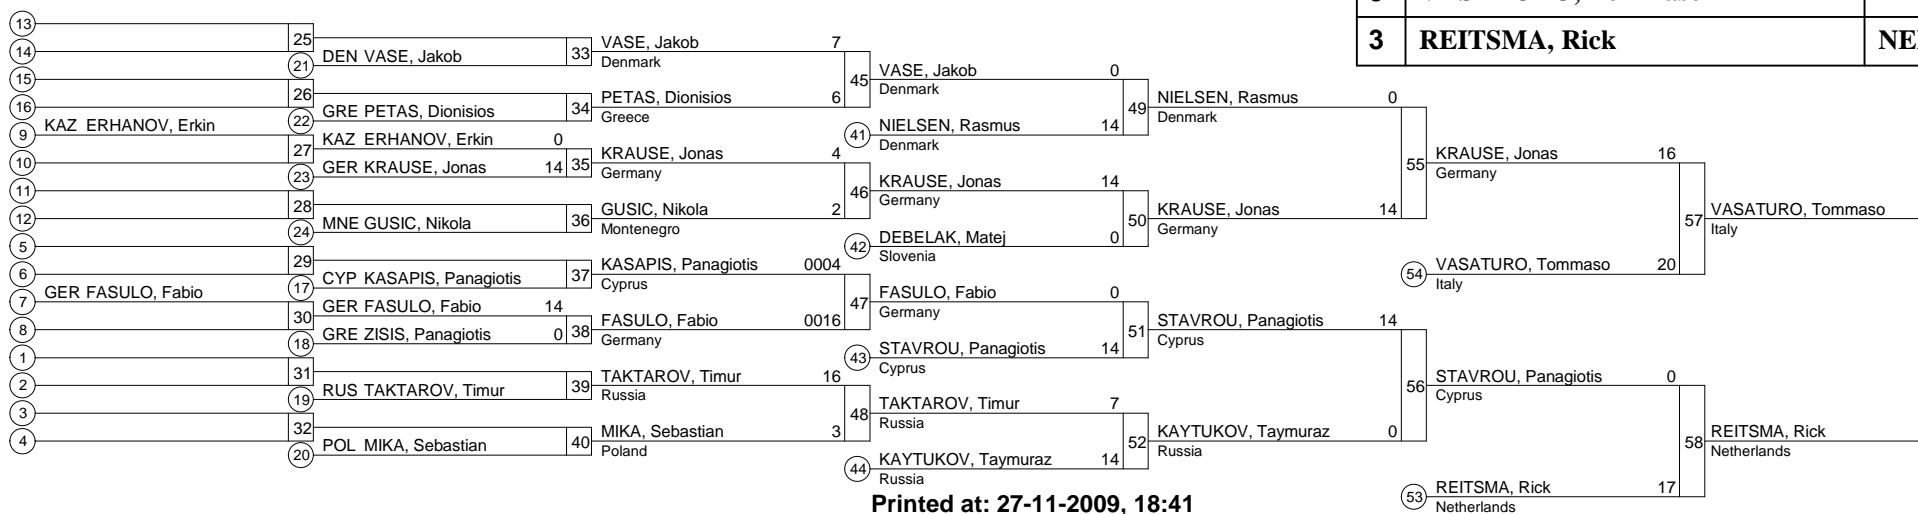 3 REITSMA, Rick
13
25 VASE, Jakob 7
14 33 Denmark
21 DEN VASE, Jakob
15 45 VASE, Jakob 0
Denmark
26 PETAS, Dionisios 6
16 34 Greece
22 GRE PETAS, Dionisios
49 NIELSEN, Rasmus 0
Denmark
9 KAZ ERHANOV, Erkin
41 NIELSEN, Rasmus 14
Denmark
27 KAZ ERHANOV, Erkin 0
10 35 KRAUSE, Jonas 4
Germany
23 GER KRAUSE, Jonas 14
55 KRAUSE, Jonas 16
Germany
11 46 KRAUSE, Jonas 14
Germany
28 GUSIC, Nikola 2
12 36 Montenegro
24 MNE GUSIC, Nikola
50 KRAUSE, Jonas 14
Germany
57 VASATURO, Tommaso
Italy
5
42 DEBELAK, Matej 0
Slovenia
29 KASAPIS, Panagiotis 0004
6 37 Cyprus
17 CYP KASAPIS, Panagiotis
54 VASATURO, Tommaso 20
Italy
7 GER FASULO, Fabio
47 FASULO, Fabio 0
Germany
30 GER FASULO, Fabio 14
8 38 FASULO, Fabio 0016
Germany
18 GRE ZISIS, Panagiotis 0
51 STAVROU, Panagiotis 14
Cyprus
1
43 STAVROU, Panagiotis 14
Cyprus
31 TAKTAROV, Timur 16
2 39 Russia
19 RUS TAKTAROV, Timur
56 STAVROU, Panagiotis 0
Cyprus
3 48 TAKTAROV, Timur 7
Russia
32 MIKA, Sebastian 3
4 40 Poland
20 POL MIKA, Sebastian
52 KAYTUKOV, Taymuraz 0
Russia
58 REITSMA, Rick
Netherlands
44 KAYTUKOV, Taymuraz 14
Russia
53 REITSMA, Rick 17
Netherlands
Printed at: 27-11-2009, 18:41